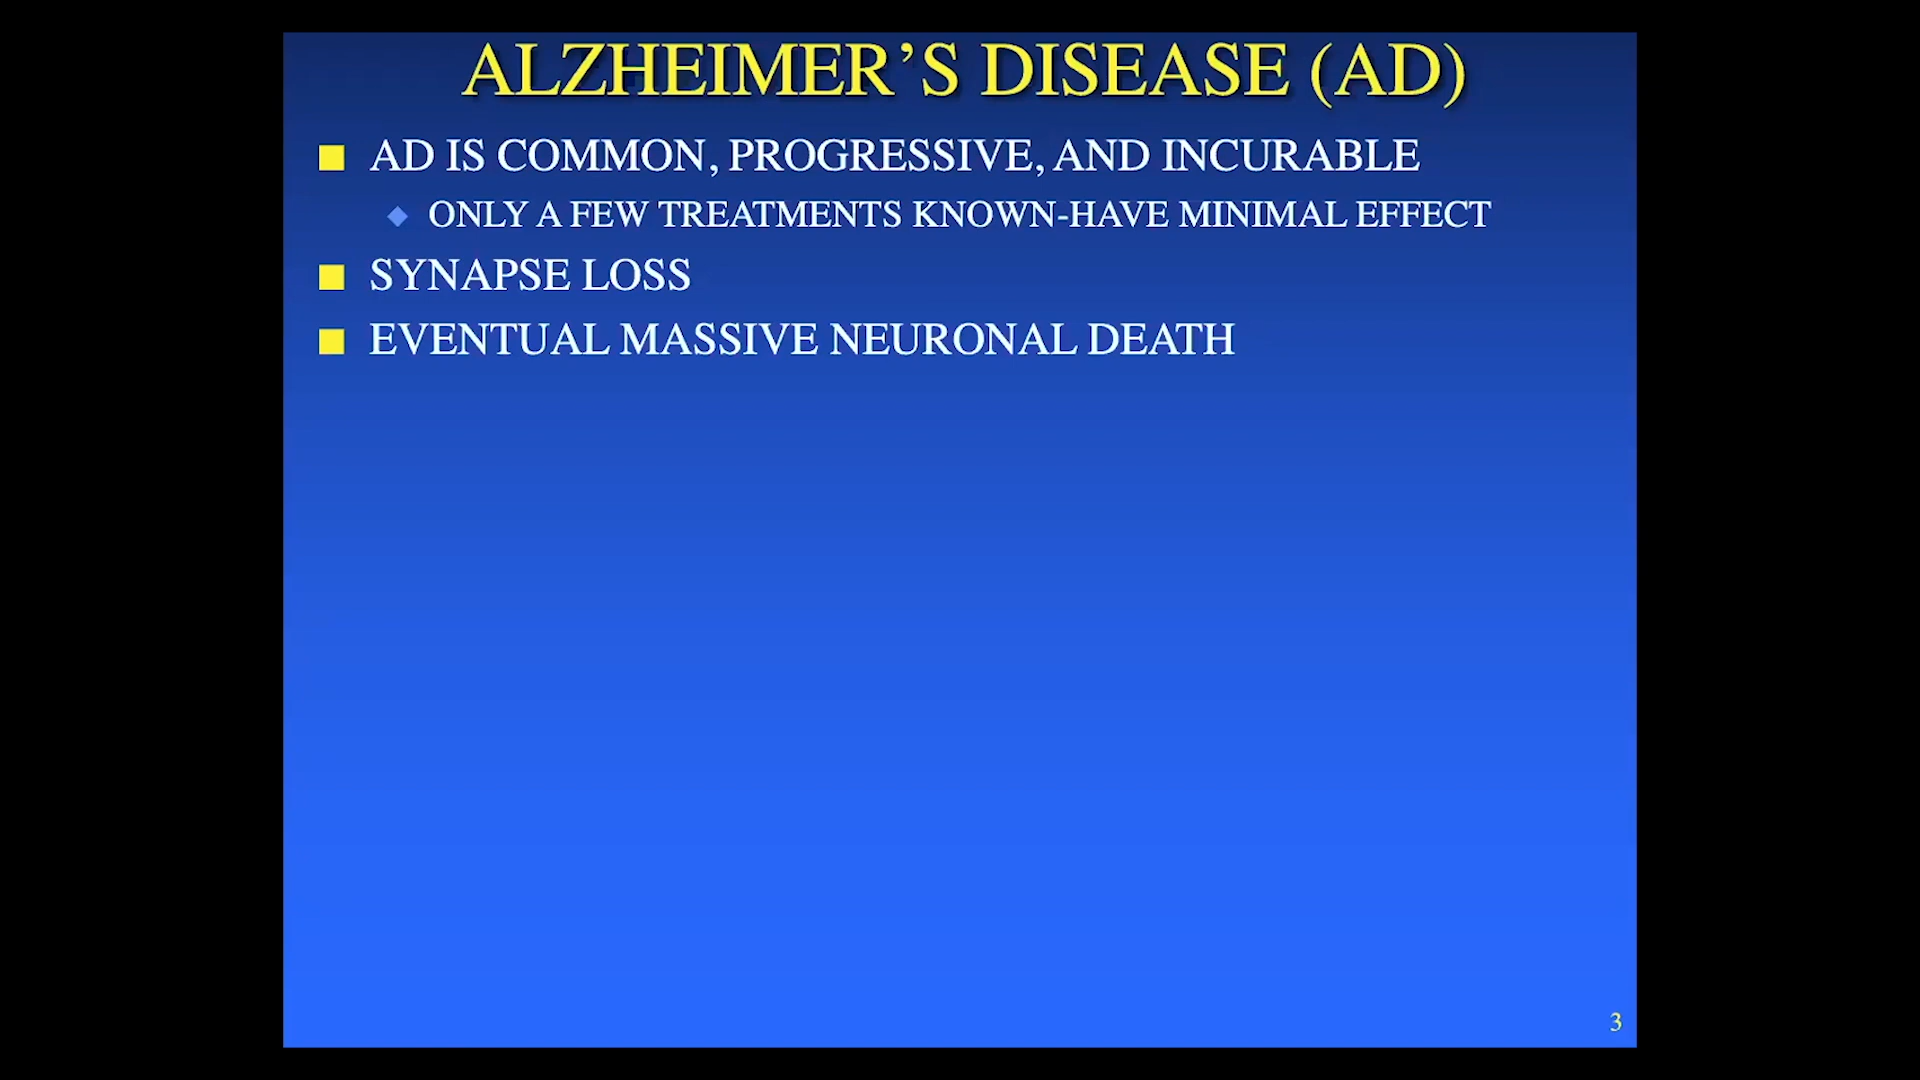 ALZHEIMER’S DISEASE (AD)
AD IS COMMON, PROGRESSIVE, AND INCURABLE
ONLY A FEW TREATMENTS KNOWN-HAVE MINIMAL EFFECT
SYNAPSE LOSS
EVENTUAL MASSIVE NEURONAL DEATH
3